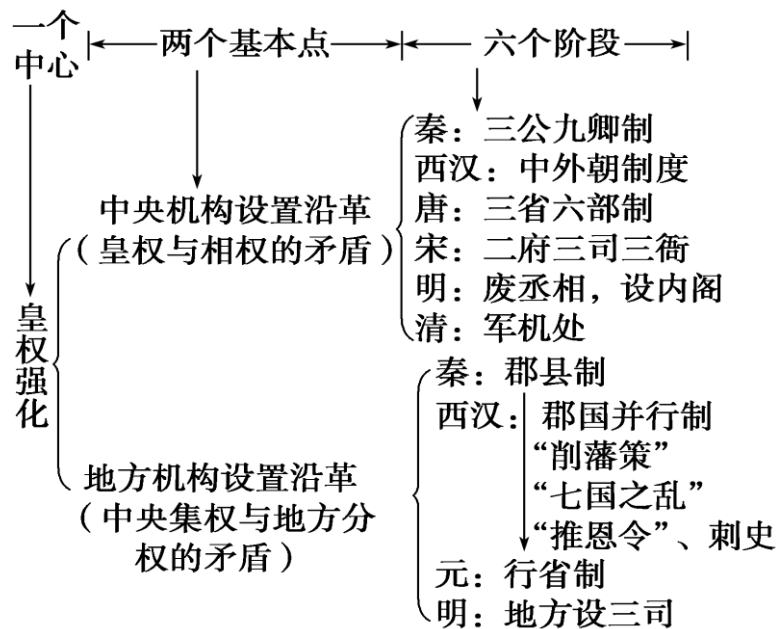 一个
中心
两个基本点
六个阶段
秦：三公九卿制
西汉：中外朝制度
唐：三省六部制
宋：二府三司三衙
明：废丞相，设内阁
清：军机处
中央机构设置沿革
（皇权与相权的矛盾）
皇权强化
秦：郡县制
西汉：郡国并行制
“削藩策”
“七国之乱”
“推恩令”、刺史
元：行省制
明：地方设三司
地方机构设置沿革
（中央集权与地方分
权的矛盾）